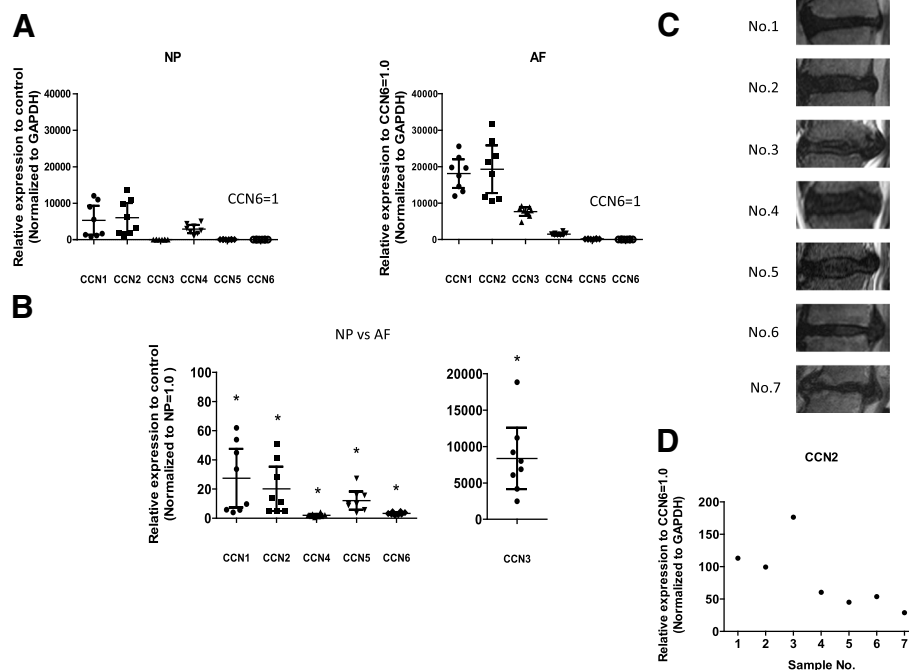 A
NP
Relative expression to control
(Normalized to GAPDH)
40000
30000
20000
10000
0
CCN6=1
CCN1 CCN2 CCN3 CCN4 CCN5 CCN6
AF
Relative expression to CCN6=1.0
(Normalized to GAPDH)
40000
30000
20000
10000
0
CCN6=1
CCN1 CCN2 CCN3 CCN4 CCN5 CCN6
B
NP vs AF
Relative expression to control
(Normalized to NP=1.0 )
100
80
60
40
20
0
* * * * *
CCN1 CCN2 CCN4 CCN5 CCN6
*
20000
15000
10000
5000
0
CCN3
C
No.1
No.2
No.3
No.4
No.5
No.6
No.7
D
CCN2
Relative expression to CCN6=1.0
(Normalized to GAPDH)
200
150
100
50
0
1 2 3 4 5 6 7
Sample No.